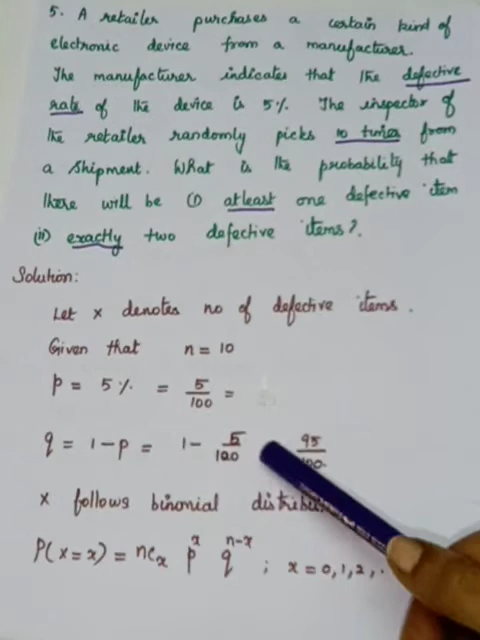 5. A retailer purchases a certain kind of
electronic device from a manufacturer.
The manufacturer indicates that the defective
rate of the device is 5%. The inspector of
the retailer randomly picks 10 times from
a shipment. What is the probability that
there will be (i) atleast one defective item
(ii) exactly two defective items?.
Solution:
Let x denotes no of defective items.
Given that n = 10
p = 5% = 5/100 =
q = 1-p = 1 - 5/100 95/100
x follows binomial
P(x=x) = nCx p^x q^(n-x) ; x = 0,1,2,.